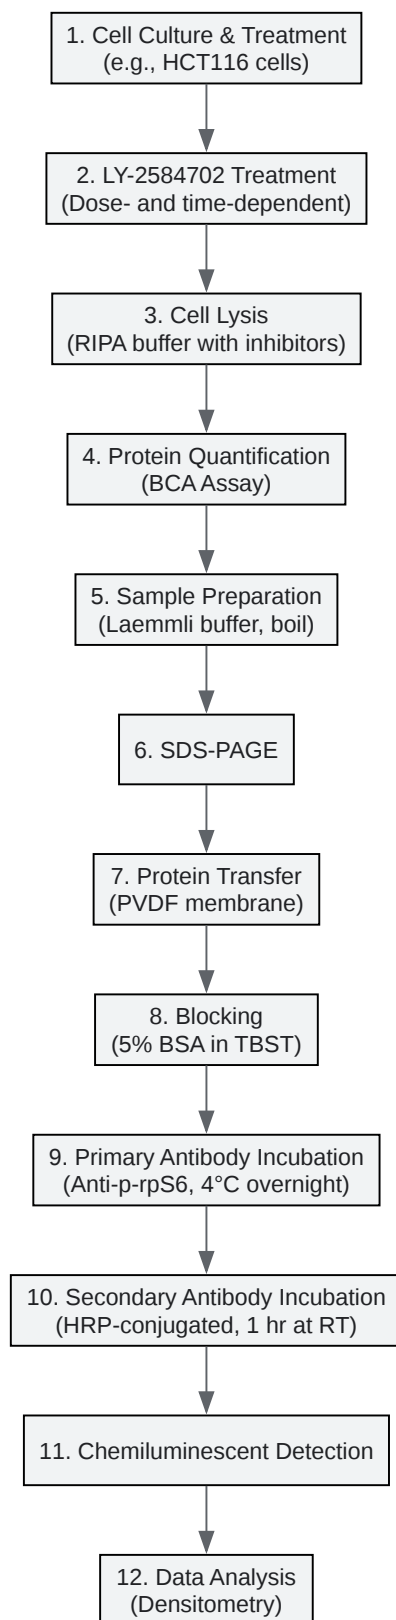 1. Cell Culture & Treatment
(e.g., HCT116 cells)
2. LY-2584702 Treatment
(Dose- and time-dependent)
3. Cell Lysis
(RIPA buffer with inhibitors)
4. Protein Quantification
(BCA Assay)
5. Sample Preparation
(Laemmli buffer, boil)
6. SDS-PAGE
7. Protein Transfer
(PVDF membrane)
8. Blocking
(5% BSA in TBST)
9. Primary Antibody Incubation
(Anti-p-rpS6, 4°C overnight)
10. Secondary Antibody Incubation
(HRP-conjugated, 1 hr at RT)
11. Chemiluminescent Detection
12. Data Analysis
(Densitometry)